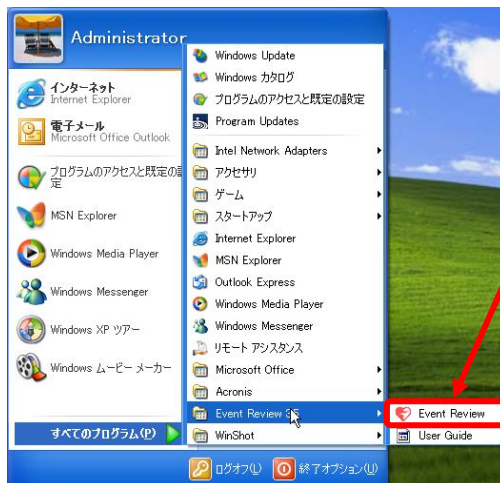 Administrator
インターネット
Internet Explorer
電子メール
Microsoft Office Outlook
プログラムのアクセスと既定の
定
MSN Explorer
Windows Media Player
Windows Messenger
Windows XP ツアー
Windows ムービー メーカー
すべてのプログラム(P)
Windows Update
Windows カタログ
プログラムのアクセスと既定の設定
Program Updates
Intel Network Adapters
アクセサリ
ゲーム
スタートアップ
Internet Explorer
MSN Explorer
Outlook Express
Windows Media Player
Windows Messenger
リモート アシスタンス
Microsoft Office
Acronis
Event Review 3.5
WinShot
Event Review
User Guide
ログオフ(L)
終了オプション(U)